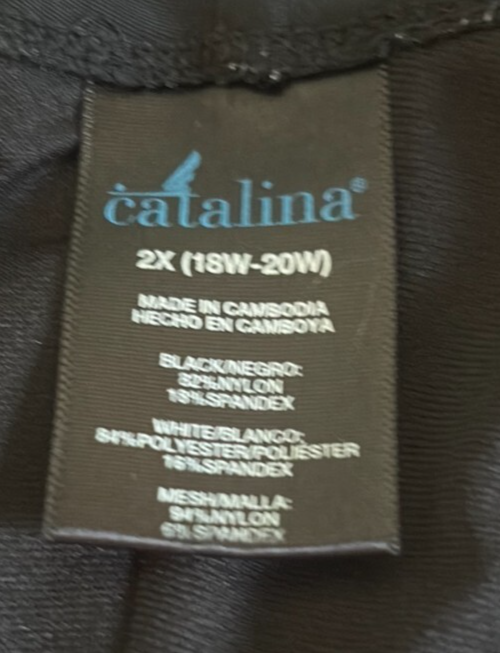 catalina®
2X (18W-20W)
MADE IN CAMBODIA
HECHO EN CAMBOYA
BLACK/NEGRO:
82%NYLON
18%SPANDEX
WHITE/BLANCO:
84%POLYESTER/POLIÉSTER
16%SPANDEX
MESH/MALLA:
94%NYLON
6%SPANDEX